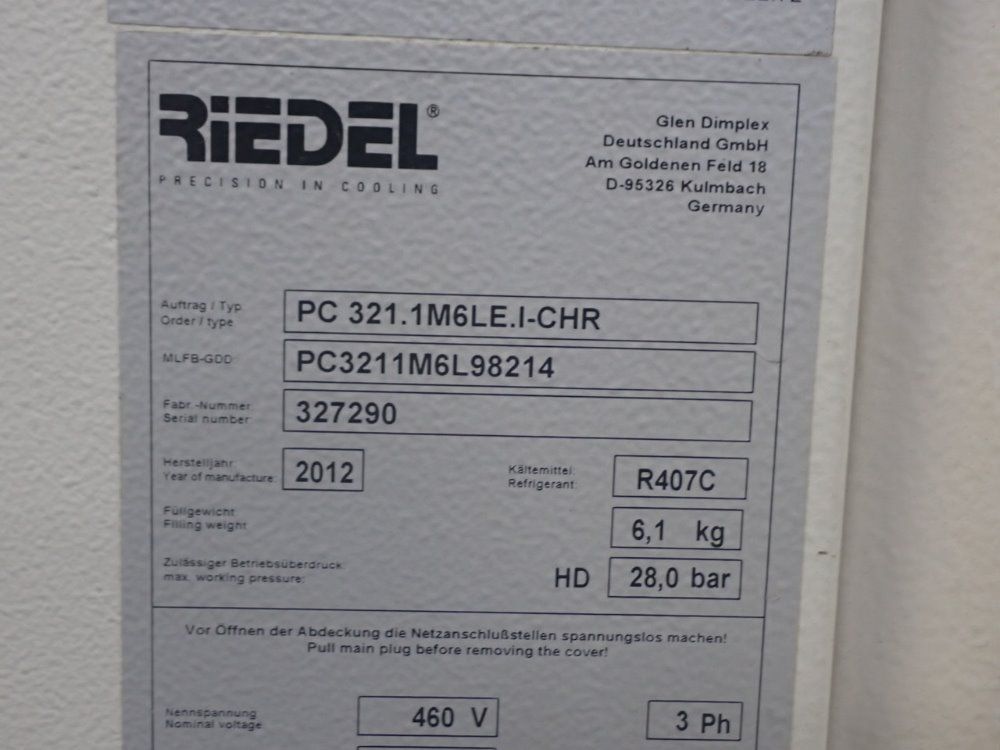 RiEDEL®
PRECISION IN COOLING
Glen Dimplex
Deutschland GmbH
Am Goldenen Feld 18
D-95326 Kulmbach
Germany
Auftrag / Typ
Order / type
PC 321.1M6LE.I-CHR
MLFB-GDD:
PC3211M6L98214
Fabr.-Nummer
Serial number
327290
Herstelljahr:
Year of manufacture:
2012
Kältemittel:
Refrigerant:
R407C
Füllgewicht
Filling weight
6,1 kg
Zulässiger Betriebsüberdruck:
max. working pressure:
HD
28,0 bar
Vor Öffnen der Abdeckung die Netzanschlußstellen spannungslos machen!
Pull main plug before removing the cover!
Nennspannung
Nominal voltage
460 V
3 Ph